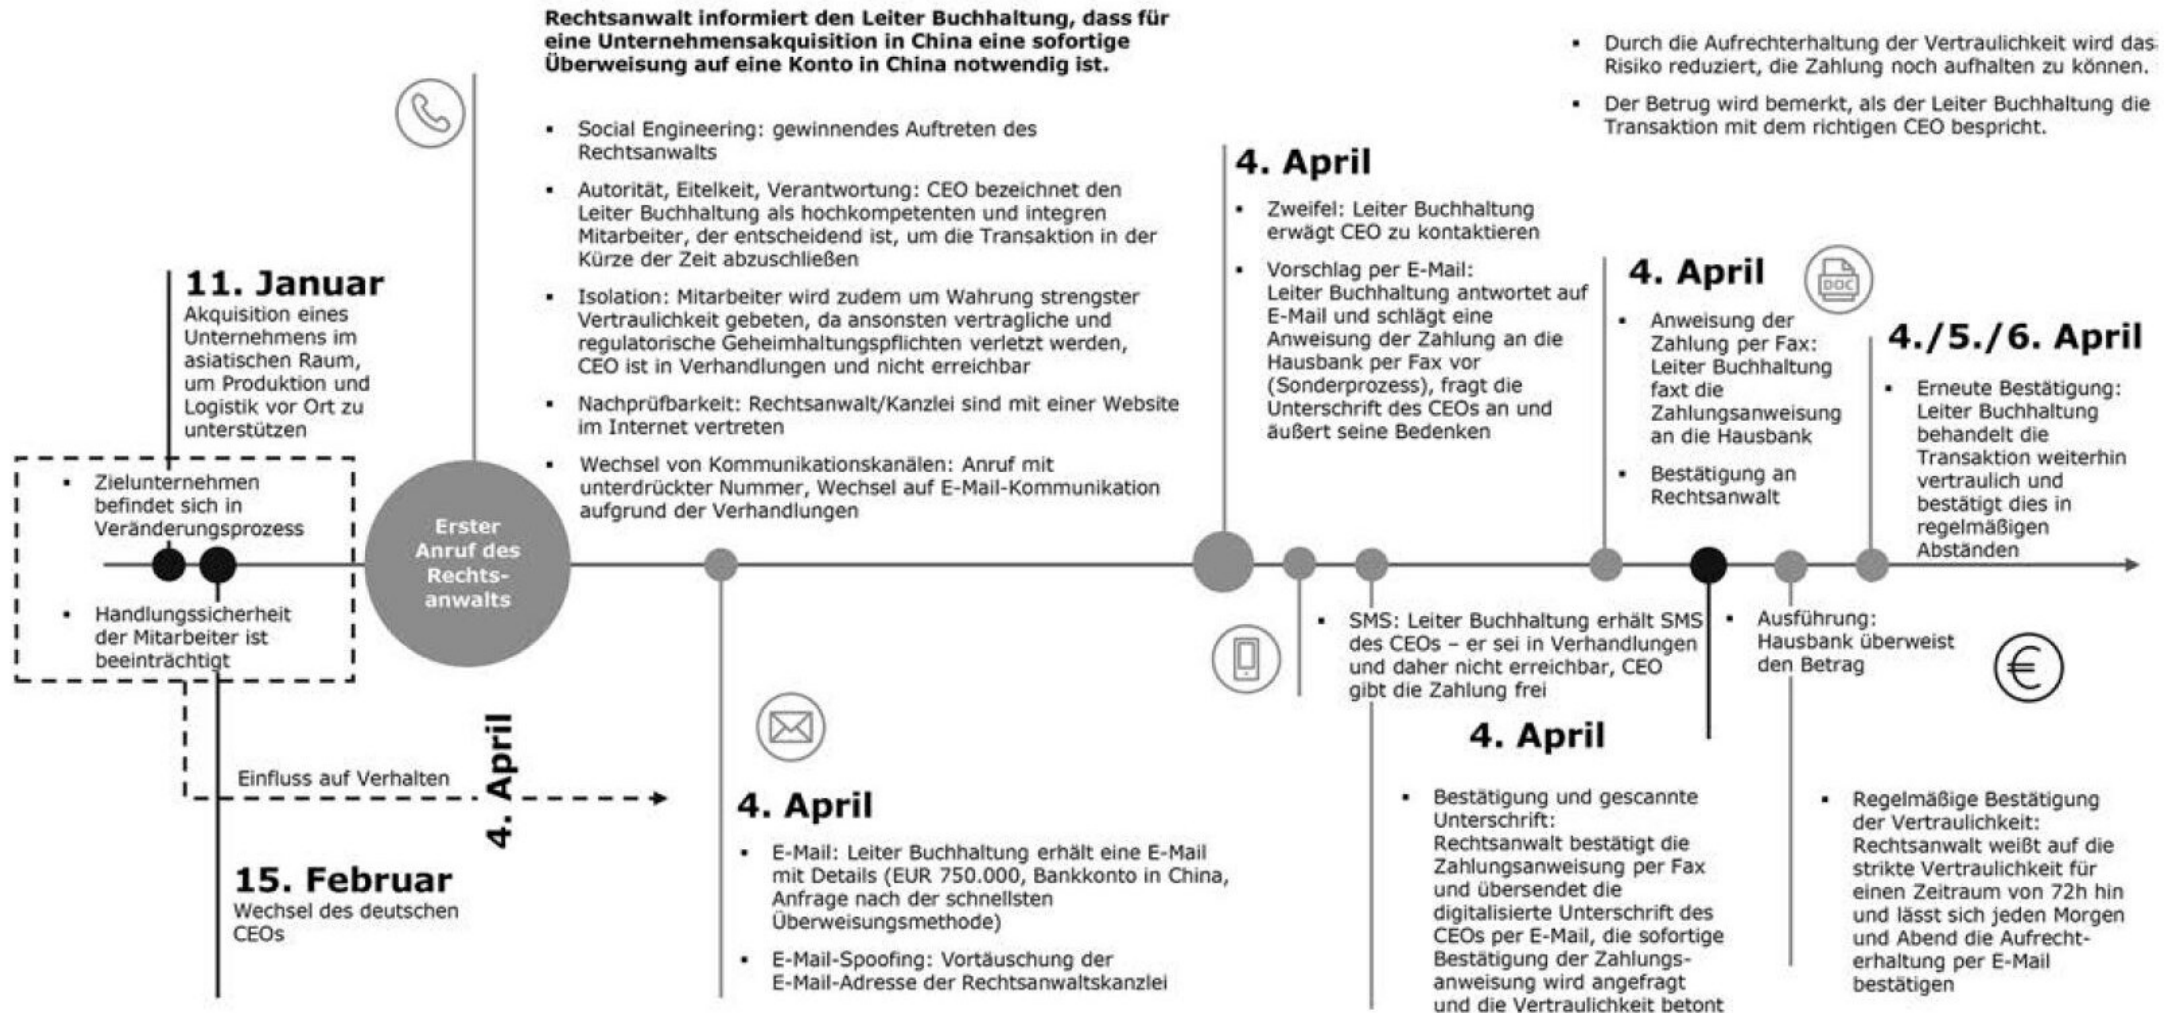 Rechtsanwalt informiert den Leiter Buchhaltung, dass für
eine Unternehmensakquisition in China eine sofortige
Überweisung auf eine Konto in China notwendig ist.
▪ Social Engineering: gewinnendes Auftreten des
Rechtsanwalts
▪ Autorität, Eitelkeit, Verantwortung: CEO bezeichnet den
Leiter Buchhaltung als hochkompetenten und integren
Mitarbeiter, der entscheidend ist, um die Transaktion in der
Kürze der Zeit abzuschließen
▪ Isolation: Mitarbeiter wird zudem um Wahrung strengster
Vertraulichkeit gebeten, da ansonsten vertragliche und
regulatorische Geheimhaltungspflichten verletzt werden,
CEO ist in Verhandlungen und nicht erreichbar
▪ Nachprüfbarkeit: Rechtsanwalt/Kanzlei sind mit einer Website
im Internet vertreten
▪ Wechsel von Kommunikationskanälen: Anruf mit
unterdrückter Nummer, Wechsel auf E-Mail-Kommunikation
aufgrund der Verhandlungen
▪ Durch die Aufrechterhaltung der Vertraulichkeit wird das
Risiko reduziert, die Zahlung noch aufhalten zu können.
▪ Der Betrug wird bemerkt, als der Leiter Buchhaltung die
Transaktion mit dem richtigen CEO bespricht.
11. Januar
Akquisition eines
Unternehmens im
asiatischen Raum,
um Produktion und
Logistik vor Ort zu
unterstützen
▪ Zielunternehmen
befindet sich in
Veränderungsprozess
▪ Handlungssicherheit
der Mitarbeiter ist
beeinträchtigt
Einfluss auf Verhalten
15. Februar
Wechsel des deutschen
CEOs
Erster
Anruf des
Rechts-
anwalts
4. April
4. April
▪ E-Mail: Leiter Buchhaltung erhält eine E-Mail
mit Details (EUR 750.000, Bankkonto in China,
Anfrage nach der schnellsten
Überweisungsmethode)
▪ E-Mail-Spoofing: Vortäuschung der
E-Mail-Adresse der Rechtsanwaltskanzlei
4. April
▪ Zweifel: Leiter Buchhaltung
erwägt CEO zu kontaktieren
▪ Vorschlag per E-Mail:
Leiter Buchhaltung antwortet auf
E-Mail und schlägt eine
Anweisung der Zahlung an die
Hausbank per Fax vor
(Sonderprozess), fragt die
Unterschrift des CEOs an und
äußert seine Bedenken
▪ SMS: Leiter Buchhaltung erhält SMS
des CEOs – er sei in Verhandlungen
und daher nicht erreichbar, CEO
gibt die Zahlung frei
4. April
▪ Bestätigung und gescannte
Unterschrift:
Rechtsanwalt bestätigt die
Zahlungsanweisung per Fax
und übersendet die
digitalisierte Unterschrift des
CEOs per E-Mail, die sofortige
Bestätigung der Zahlungs-
anweisung wird angefragt
und die Vertraulichkeit betont
4. April
▪ Anweisung der
Zahlung per Fax:
Leiter Buchhaltung
faxt die
Zahlungsanweisung
an die Hausbank
▪ Bestätigung an
Rechtsanwalt
DOC
▪ Ausführung:
Hausbank überweist
den Betrag
€
▪ Regelmäßige Bestätigung
der Vertraulichkeit:
Rechtsanwalt weißt auf die
strikte Vertraulichkeit für
einen Zeitraum von 72h hin
und lässt sich jeden Morgen
und Abend die Aufrecht-
erhaltung per E-Mail
bestätigen
4./5./6. April
▪ Erneute Bestätigung:
Leiter Buchhaltung
behandelt die
Transaktion weiterhin
vertraulich und
bestätigt dies in
regelmäßigen
Abständen